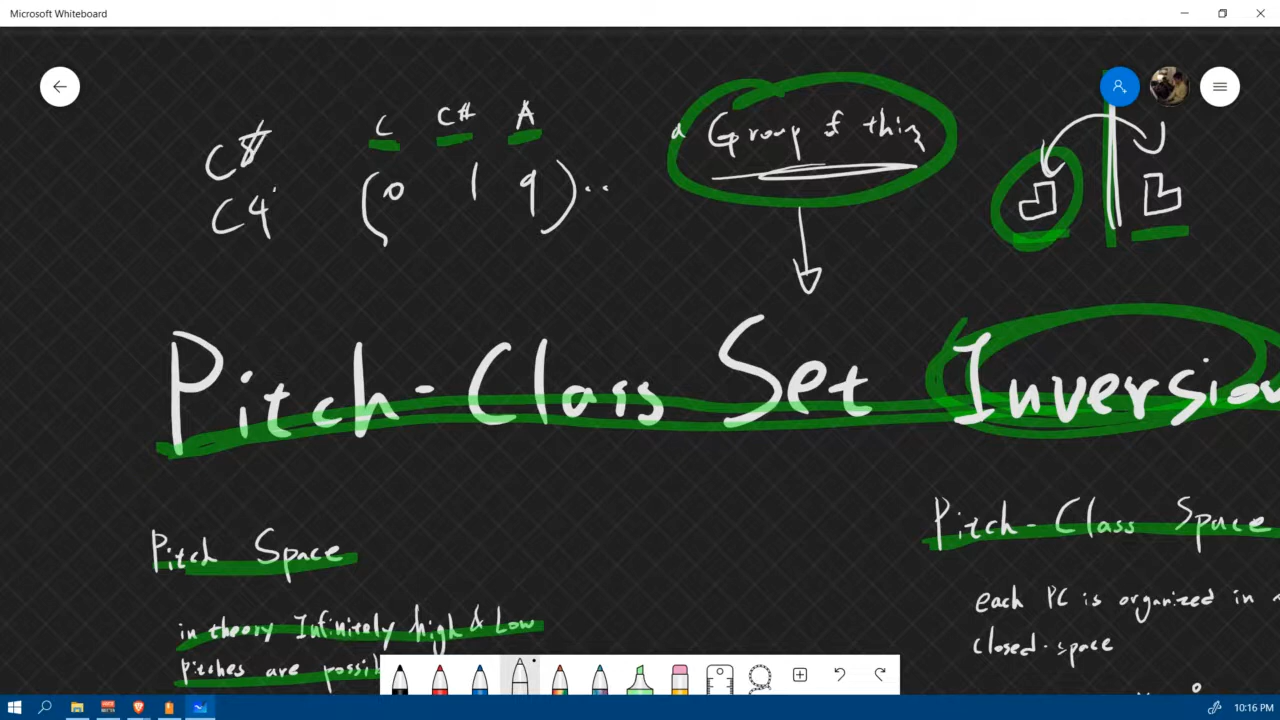 Microsoft Whiteboard
C C# A
C#
(0 1 9)..
C4
a Group of thing
Pitch-Class Set Inversion
Pitch Space
in theory Infinitely high & Low
Pitches are possib
Pitch-Class Space
each PC is organized in a
closed-space
10:16 PM